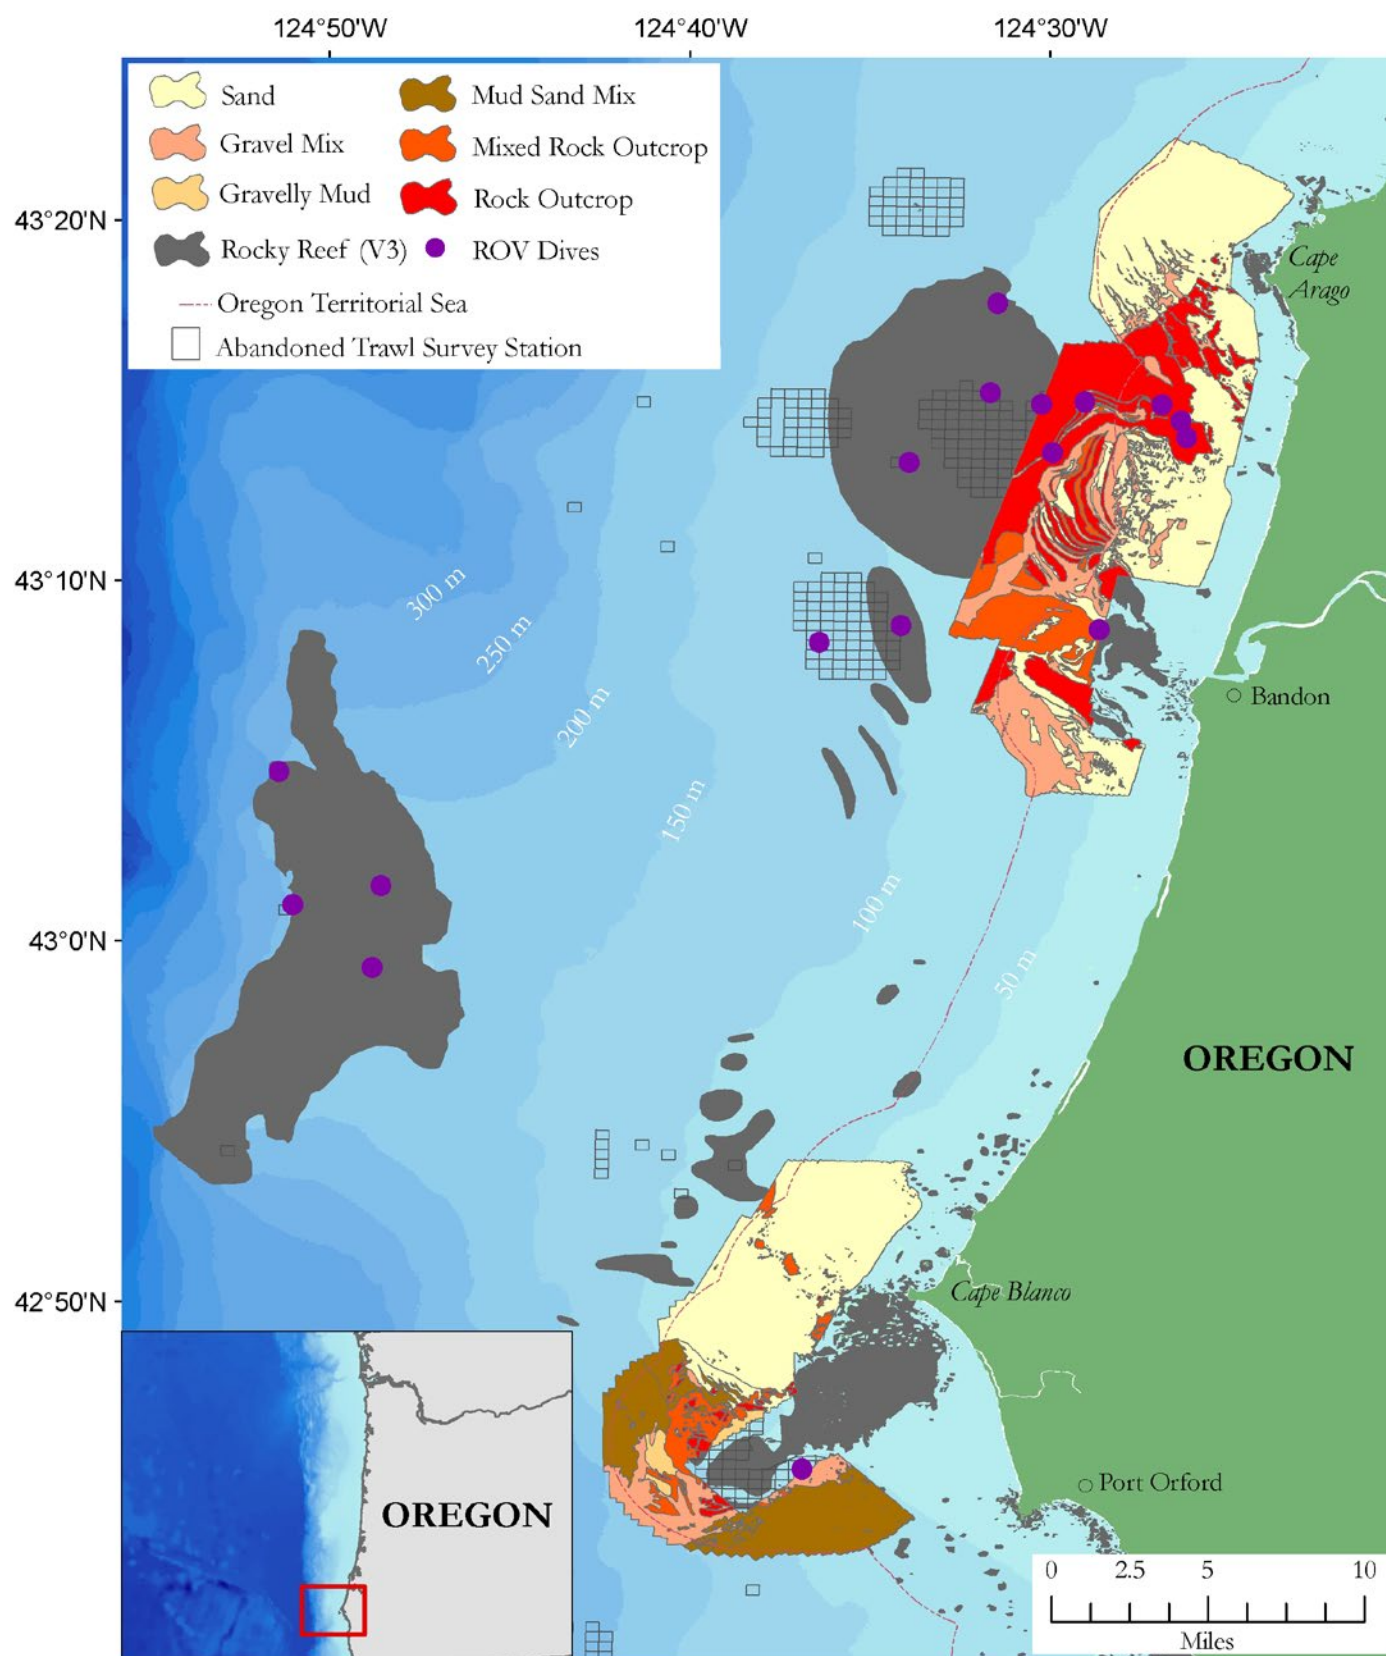 124°50'W 124°40'W 124°30'W
Sand
Mud Sand Mix
Gravel Mix
Mixed Rock Outcrop
Gravelly Mud
Rock Outcrop
Rocky Reef (V3)
ROV Dives
Oregon Territorial Sea
Abandoned Trawl Survey Station
43°20'N
Cape
Arago
43°10'N
300 m
250 m
200 m
150 m
100 m
50 m
Bandon
43°0'N
OREGON
42°50'N
Cape Blanco
Port Orford
OREGON
0 2.5 5 10
Miles